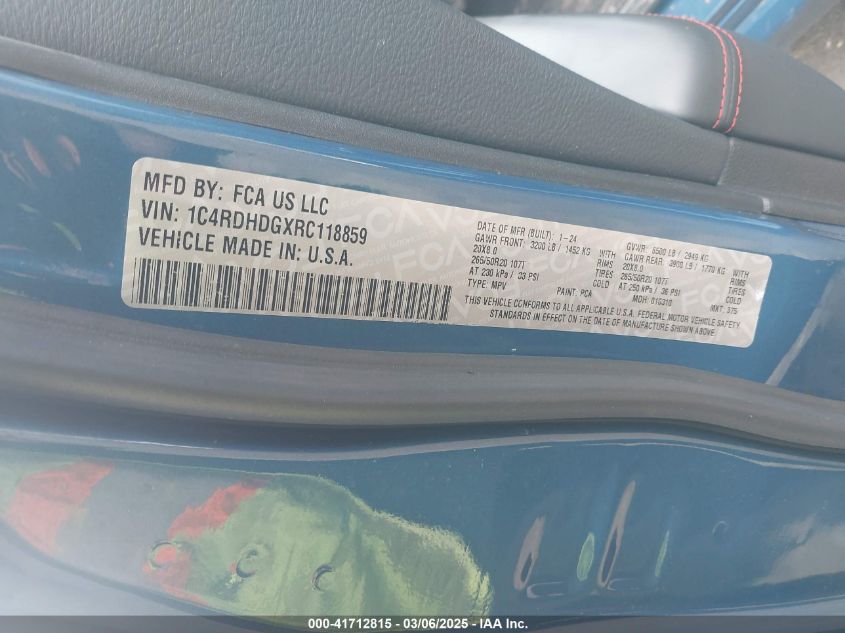 MFD BY: FCA US LLC
VIN: 1C4RDHDGXRC118859
VEHICLE MADE IN: U.S.A.
DATE OF MFR (BUILT): 1-24 GVWR: 6500 LB / 2949 KG
GAWR FRONT: 3200 LB / 1452 KG WITH GAWR REAR: 3900 LB / 1770 KG WITH
20X8.0 RIMS 20X8.0 RIMS
265/50R20 107T TIRES 265/50R20 107T TIRES
AT 230 kPa / 33 PSI COLD AT 250 kPa / 36 PSI COLD
TYPE: MPV PAINT: PCA MDH: 016310 MXT: 375
THIS VEHICLE CONFORMS TO ALL APPLICABLE U.S.A. FEDERAL MOTOR VEHICLE SAFETY
STANDARDS IN EFFECT ON THE DATE OF MANUFACTURE SHOWN ABOVE
000-41712815 - 03/06/2025 - IAA Inc.